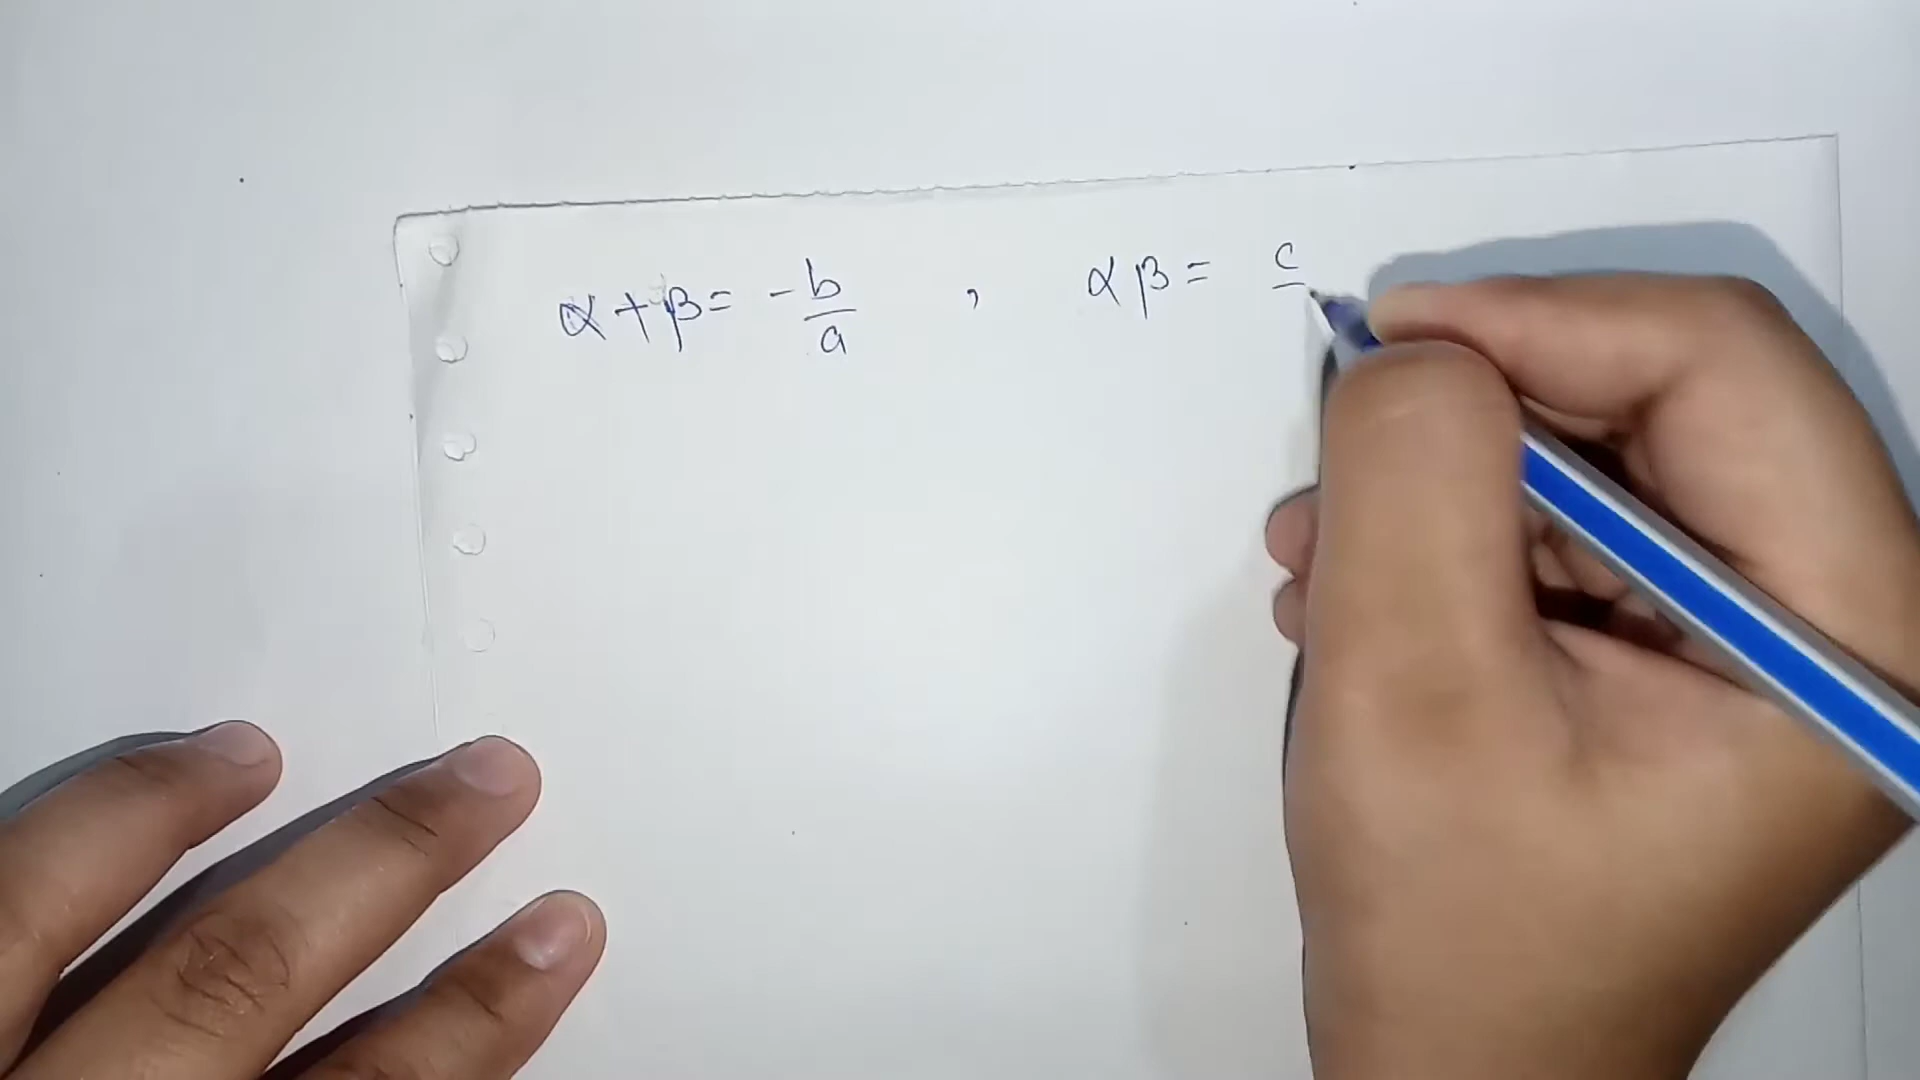 α + β = - b/a , αβ = c/